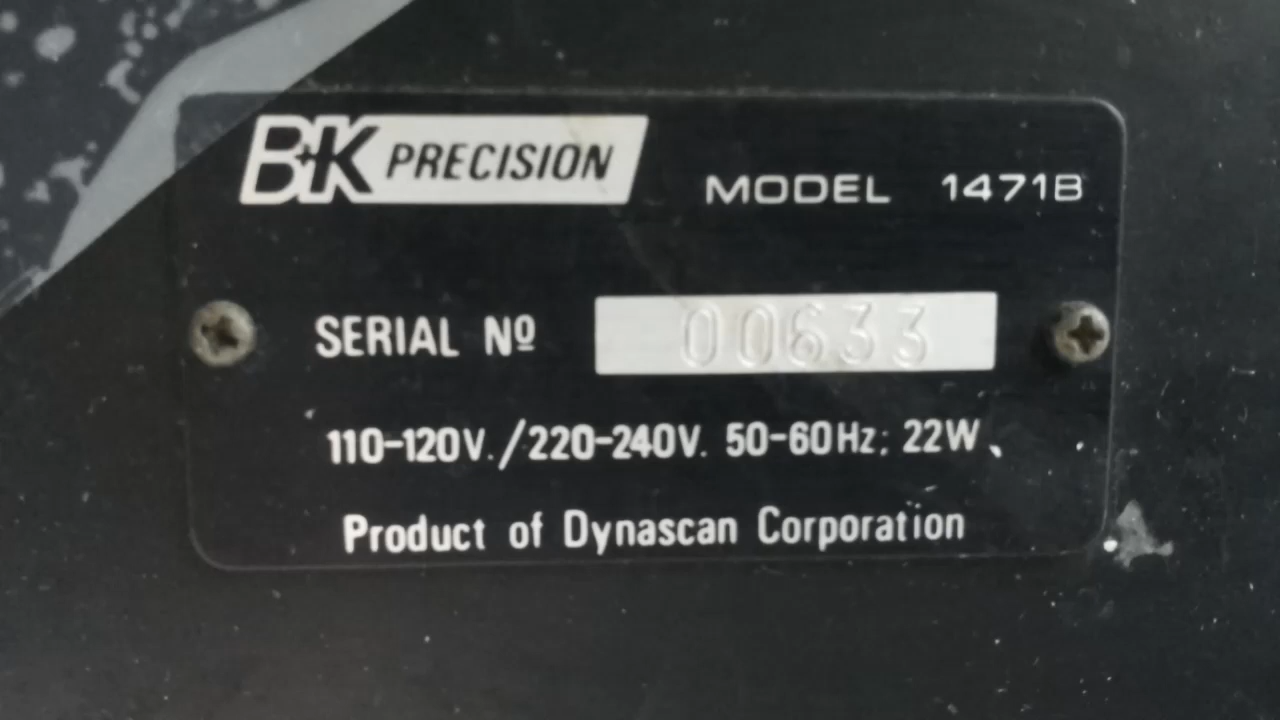 B+K PRECISION MODEL 1471B
SERIAL Nº 00633
110-120V./220-240V. 50-60Hz; 22W
Product of Dynascan Corporation